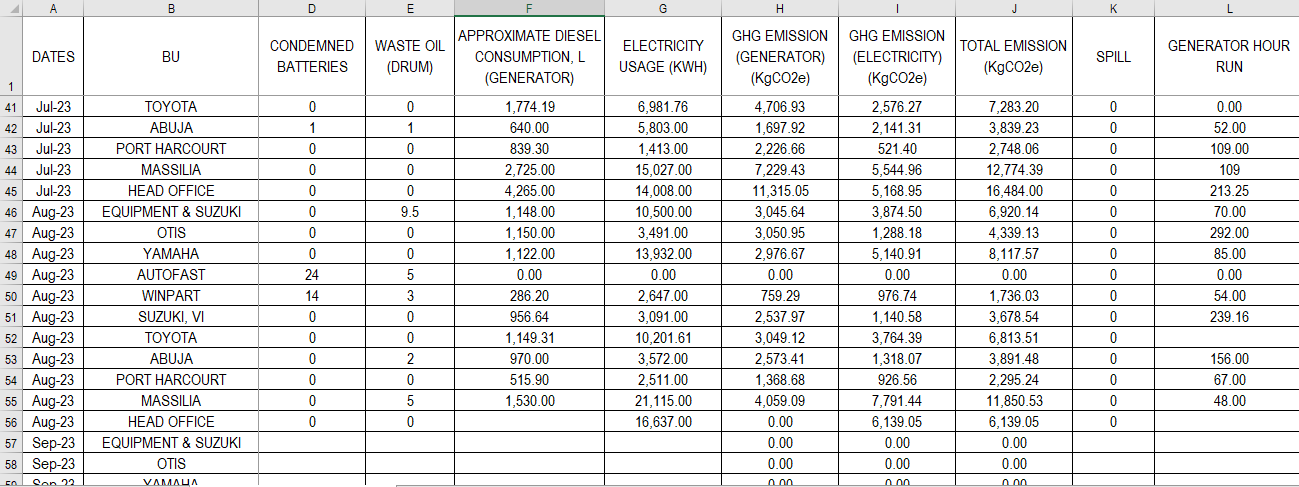 A B D E F G H I J K L
1 DATES BU CONDEMNED BATTERIES WASTE OIL (DRUM) APPROXIMATE DIESEL CONSUMPTION, L (GENERATOR) ELECTRICITY USAGE (KWH) GHG EMISSION (GENERATOR) (KgCO2e) GHG EMISSION (ELECTRICITY) (KgCO2e) TOTAL EMISSION (KgCO2e) SPILL GENERATOR HOUR RUN
41 Jul-23 TOYOTA 0 0 1,774.19 6,981.76 4,706.93 2,576.27 7,283.20 0 0.00
42 Jul-23 ABUJA 1 1 640.00 5,803.00 1,697.92 2,141.31 3,839.23 0 52.00
43 Jul-23 PORT HARCOURT 0 0 839.30 1,413.00 2,226.66 521.40 2,748.06 0 109.00
44 Jul-23 MASSILIA 0 0 2,725.00 15,027.00 7,229.43 5,544.96 12,774.39 0 109
45 Jul-23 HEAD OFFICE 0 0 4,265.00 14,008.00 11,315.05 5,168.95 16,484.00 0 213.25
46 Aug-23 EQUIPMENT & SUZUKI 0 9.5 1,148.00 10,500.00 3,045.64 3,874.50 6,920.14 0 70.00
47 Aug-23 OTIS 0 0 1,150.00 3,491.00 3,050.95 1,288.18 4,339.13 0 292.00
48 Aug-23 YAMAHA 0 0 1,122.00 13,932.00 2,976.67 5,140.91 8,117.57 0 85.00
49 Aug-23 AUTOFAST 24 5 0.00 0.00 0.00 0.00 0.00 0 0.00
50 Aug-23 WINPART 14 3 286.20 2,647.00 759.29 976.74 1,736.03 0 54.00
51 Aug-23 SUZUKI, VI 0 0 956.64 3,091.00 2,537.97 1,140.58 3,678.54 0 239.16
52 Aug-23 TOYOTA 0 0 1,149.31 10,201.61 3,049.12 3,764.39 6,813.51 0
53 Aug-23 ABUJA 0 2 970.00 3,572.00 2,573.41 1,318.07 3,891.48 0 156.00
54 Aug-23 PORT HARCOURT 0 0 515.90 2,511.00 1,368.68 926.56 2,295.24 0 67.00
55 Aug-23 MASSILIA 0 5 1,530.00 21,115.00 4,059.09 7,791.44 11,850.53 0 48.00
56 Aug-23 HEAD OFFICE 0 0 16,637.00 0.00 6,139.05 6,139.05 0
57 Sep-23 EQUIPMENT & SUZUKI 0.00 0.00 0.00
58 Sep-23 OTIS 0.00 0.00 0.00
59 Sep-23 YAMAHA 0.00 0.00 0.00